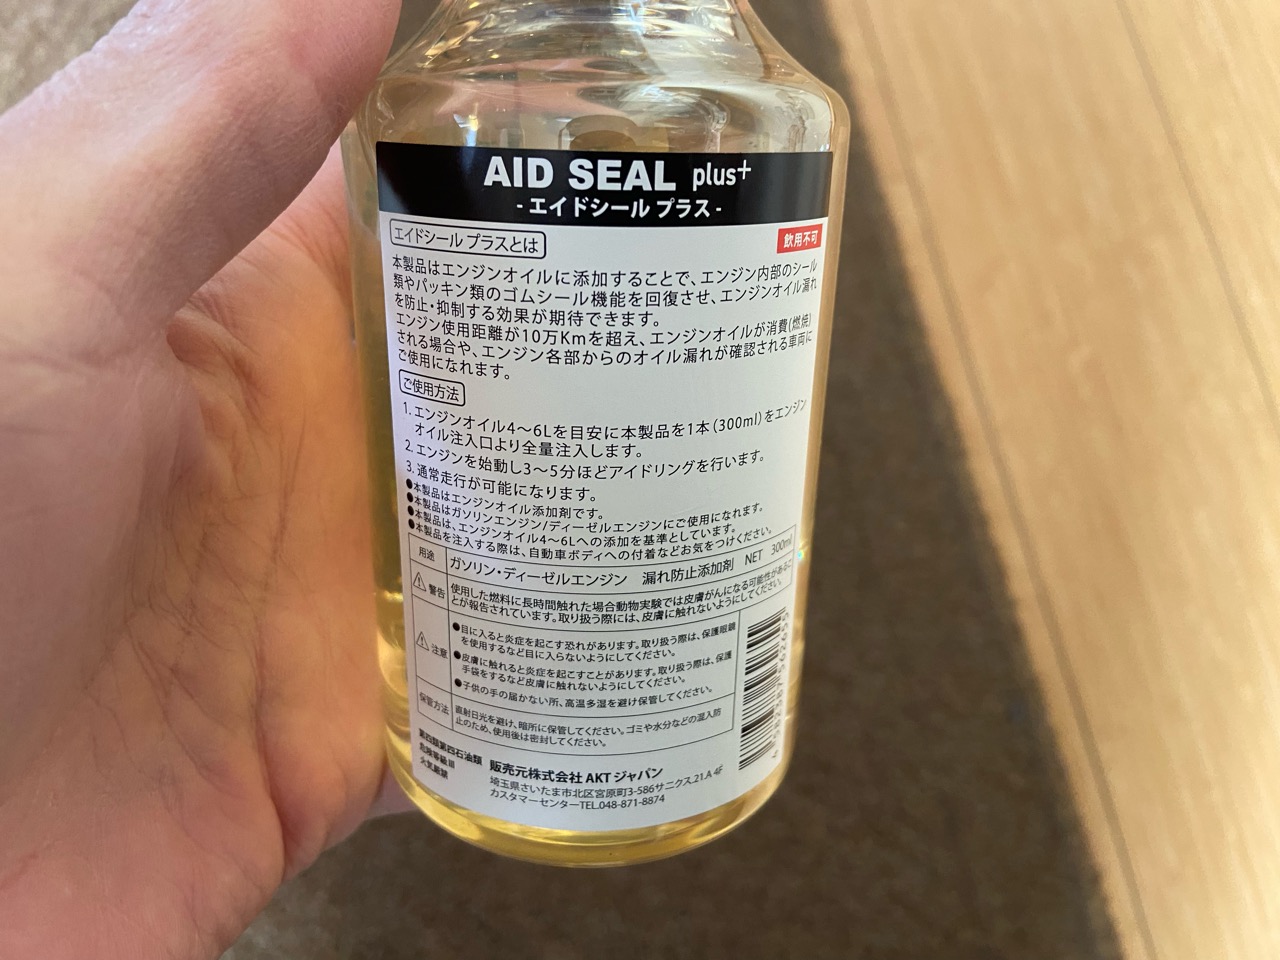 AID SEAL plus+
- エイドシール プラス -
エイドシール プラスとは
飲用不可
本製品はエンジンオイルに添加することで、エンジン内部のシール
類やパッキン類のゴムシール機能を回復させ、エンジンオイル漏れ
を防止・抑制する効果が期待できます。
エンジン使用距離が10万Kmを超え、エンジンオイルが消費(燃焼)
される場合や、エンジン各部からのオイル漏れが確認される車両に
ご使用になれます。
ご使用方法
1. エンジンオイル4〜6Lを目安に本製品を1本(300ml)をエンジン
オイル注入口より全量注入します。
2. エンジンを始動し3〜5分ほどアイドリングを行います。
3. 通常走行が可能になります。
●本製品はエンジンオイル添加剤です。
●本製品はガソリンエンジン/ディーゼルエンジンにご使用になれます。
●本製品は、エンジンオイル4〜6Lへの添加を基準としています。
●本製品を注入する際は、自動車ボディへの付着などお気をつけください。
用途 ガソリン・ディーゼルエンジン 漏れ防止添加剤 NET 300ml
警告 使用した燃料に長時間触れた場合動物実験では皮膚がんになる可能性があるこ
とが報告されています。取り扱う際には、皮膚に触れないようにしてください。
注意 ●目に入ると炎症を起こす恐れがあります。取り扱う際は、保護眼鏡
を使用するなど目に入らないようにしてください。
●皮膚に触れると炎症を起こすことがあります。取り扱う際は、保護
手袋をするなど皮膚に触れないようにしてください。
●子供の手の届かない所、高温多湿を避け保管してください。
保管方法 直射日光を避け、暗所に保管してください。ゴミや水分などの混入防
止のため、使用後は密封してください。
第四類第四石油類
危険等級Ⅲ
火気厳禁
販売元株式会社 AKT ジャパン
埼玉県さいたま市北区宮原町3-586サニクス.21.A 4F
カスタマーセンターTEL.048-871-8874